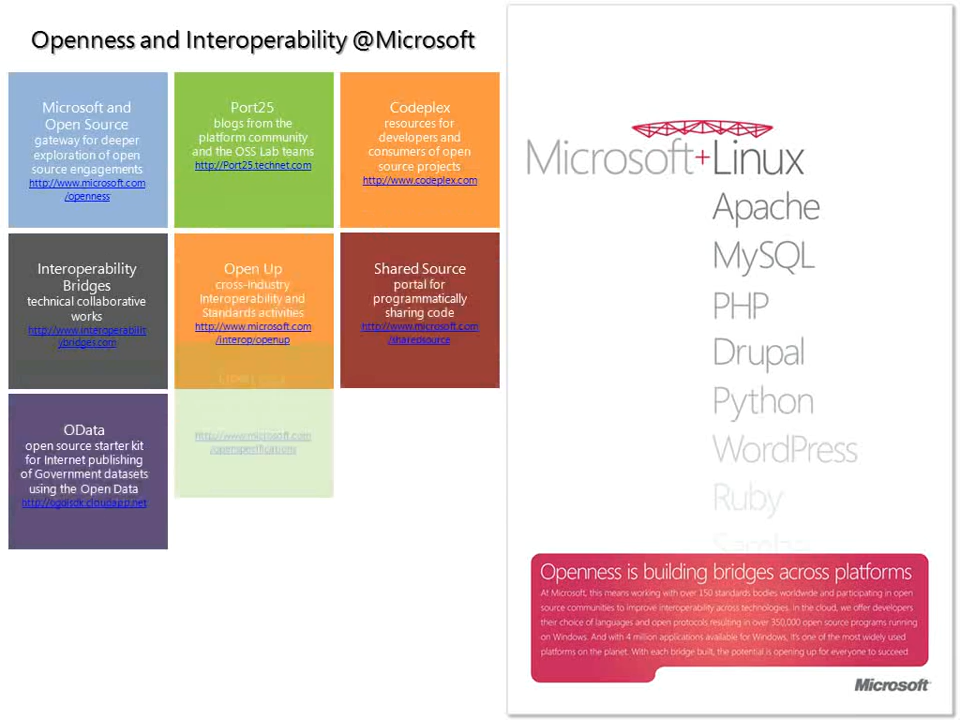 Openness and Interoperability @Microsoft
Microsoft and
Open Source
gateway for deeper
exploration of open
source engagements
http://www.microsoft.com
/openness
Port25
blogs from the
platform community
and the OSS Lab teams
http://Port25.technet.com
Codeplex
resources for
developers and
consumers of open
source projects
http://www.codeplex.com
Interoperability
Bridges
technical collaborative
works
http://www.interoperabilit
ybridges.com
Open Up
cross-Industry
Interoperability and
Standards activities
http://www.microsoft.com
/interop/openup
Shared Source
portal for
programmatically
sharing code
http://www.microsoft.com
/sharedsource
OData
open source starter kit
for Internet publishing
of Government datasets
using the Open Data
http://ogdisdk.cloudapp.net
http://www.microsoft.com
/openspecifications
Microsoft+Linux
Apache
MySQL
PHP
Drupal
Python
WordPress
Ruby
Samba
Openness is building bridges across platforms
At Microsoft, this means working with over 150 standards bodies worldwide and participating in open
source communities to improve interoperability across technologies. In the cloud, we offer developers
their choice of languages and open protocols resulting in over 350,000 open source programs running
on Windows. And with 4 million applications available for Windows, it's one of the most widely used
platforms on the planet. With each bridge built, the potential is opening up for everyone to succeed
Microsoft